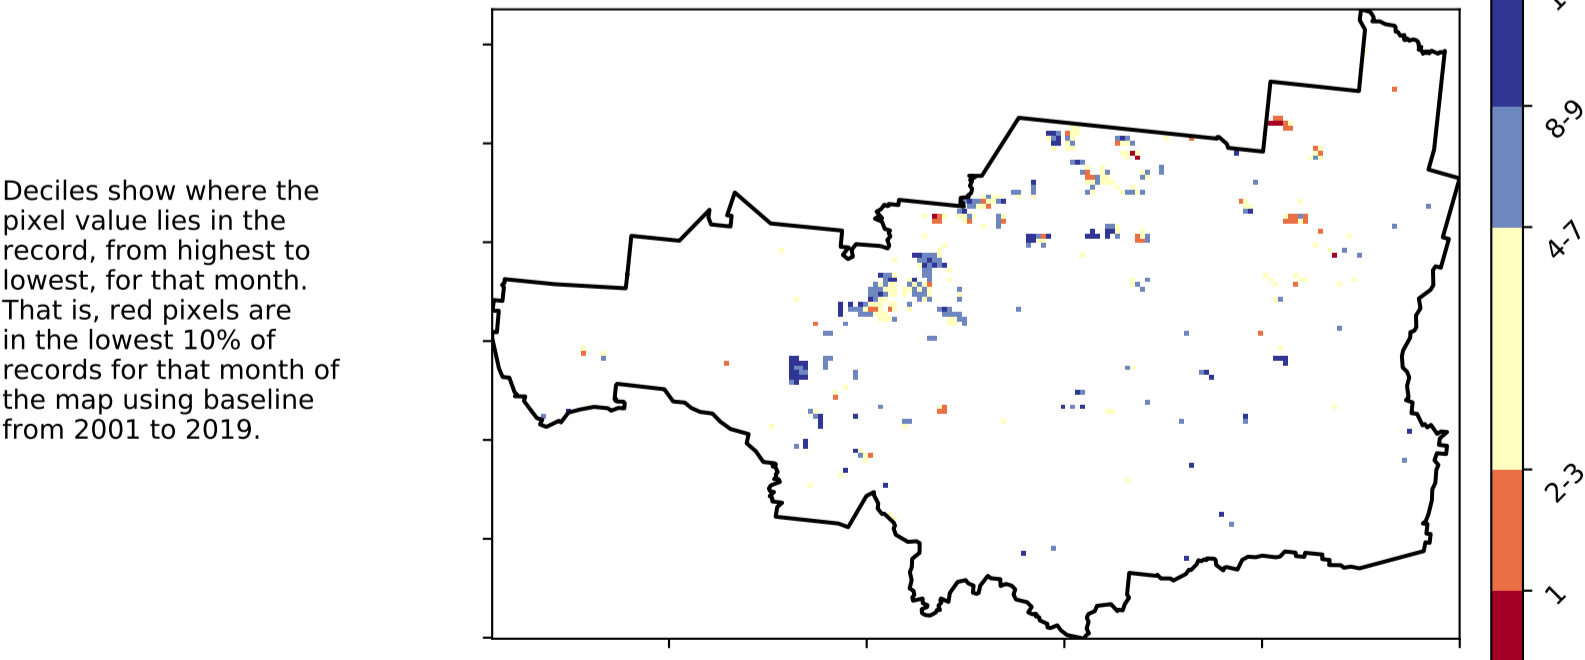 Deciles show where the
pixel value lies in the
record, from highest to
lowest, for that month.
That is, red pixels are
in the lowest 10% of
records for that month of
the map using baseline
from 2001 to 2019.
8-9
4-7
2-3
1